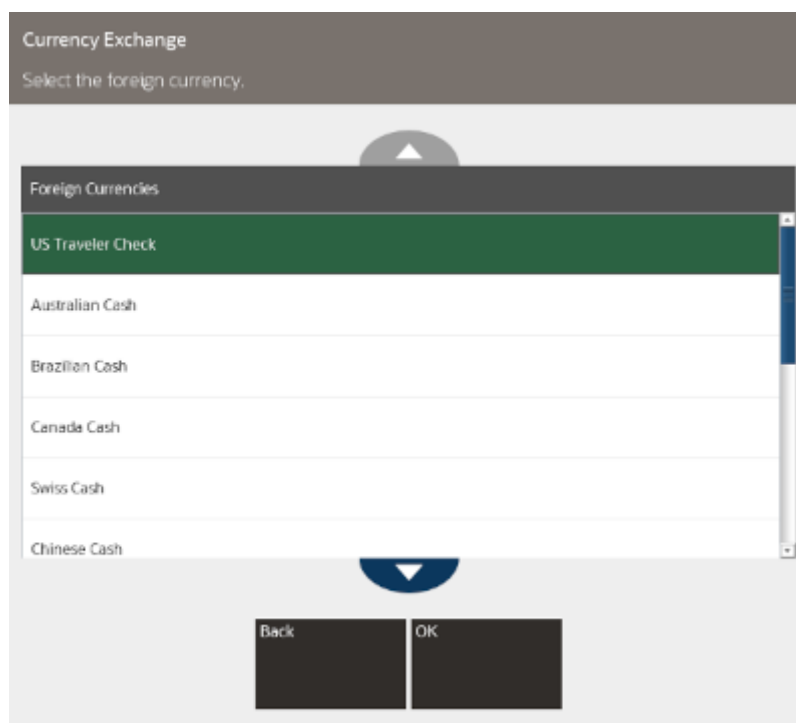 Currency Exchange
Select the foreign currency.
Foreign Currencies
US Traveler Check
Australian Cash
Brazilian Cash
Canada Cash
Swiss Cash
Chinese Cash
Back
OK